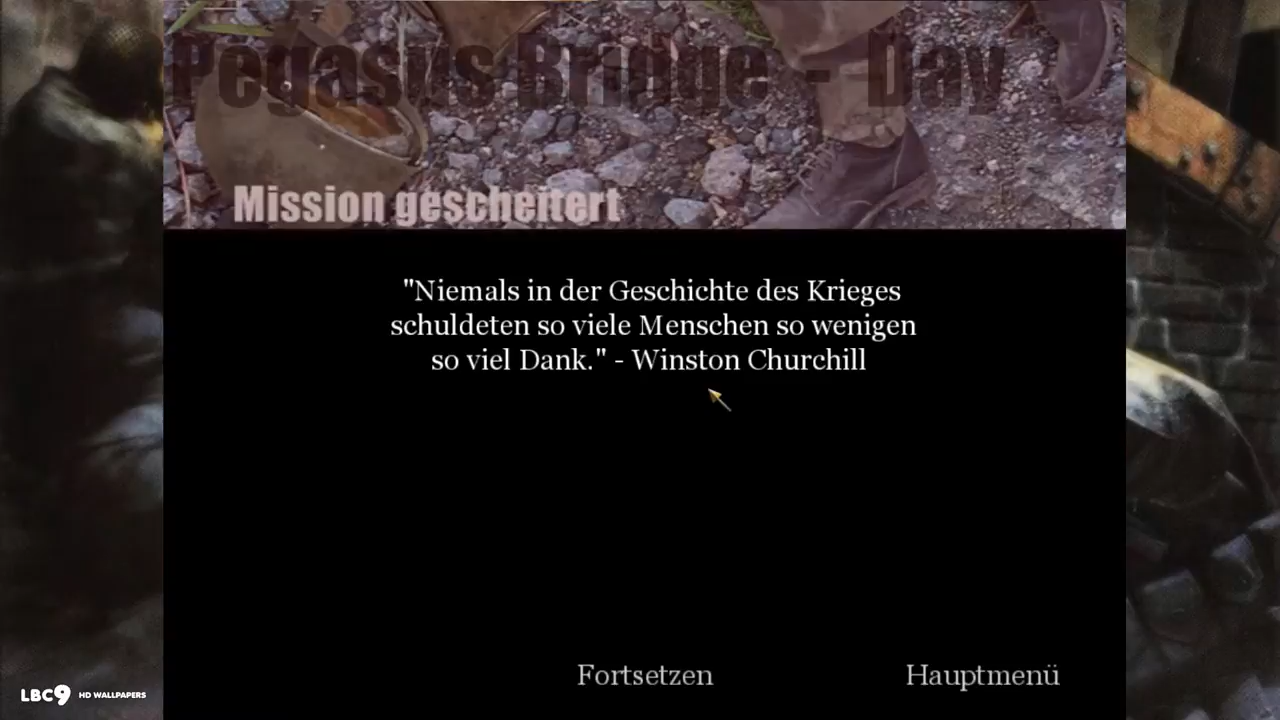 Pegasus Bridge - Day
Mission gescheitert
"Niemals in der Geschichte des Krieges
schuldeten so viele Menschen so wenigen
so viel Dank." - Winston Churchill
Fortsetzen
Hauptmenü
LBC9 HD WALLPAPERS